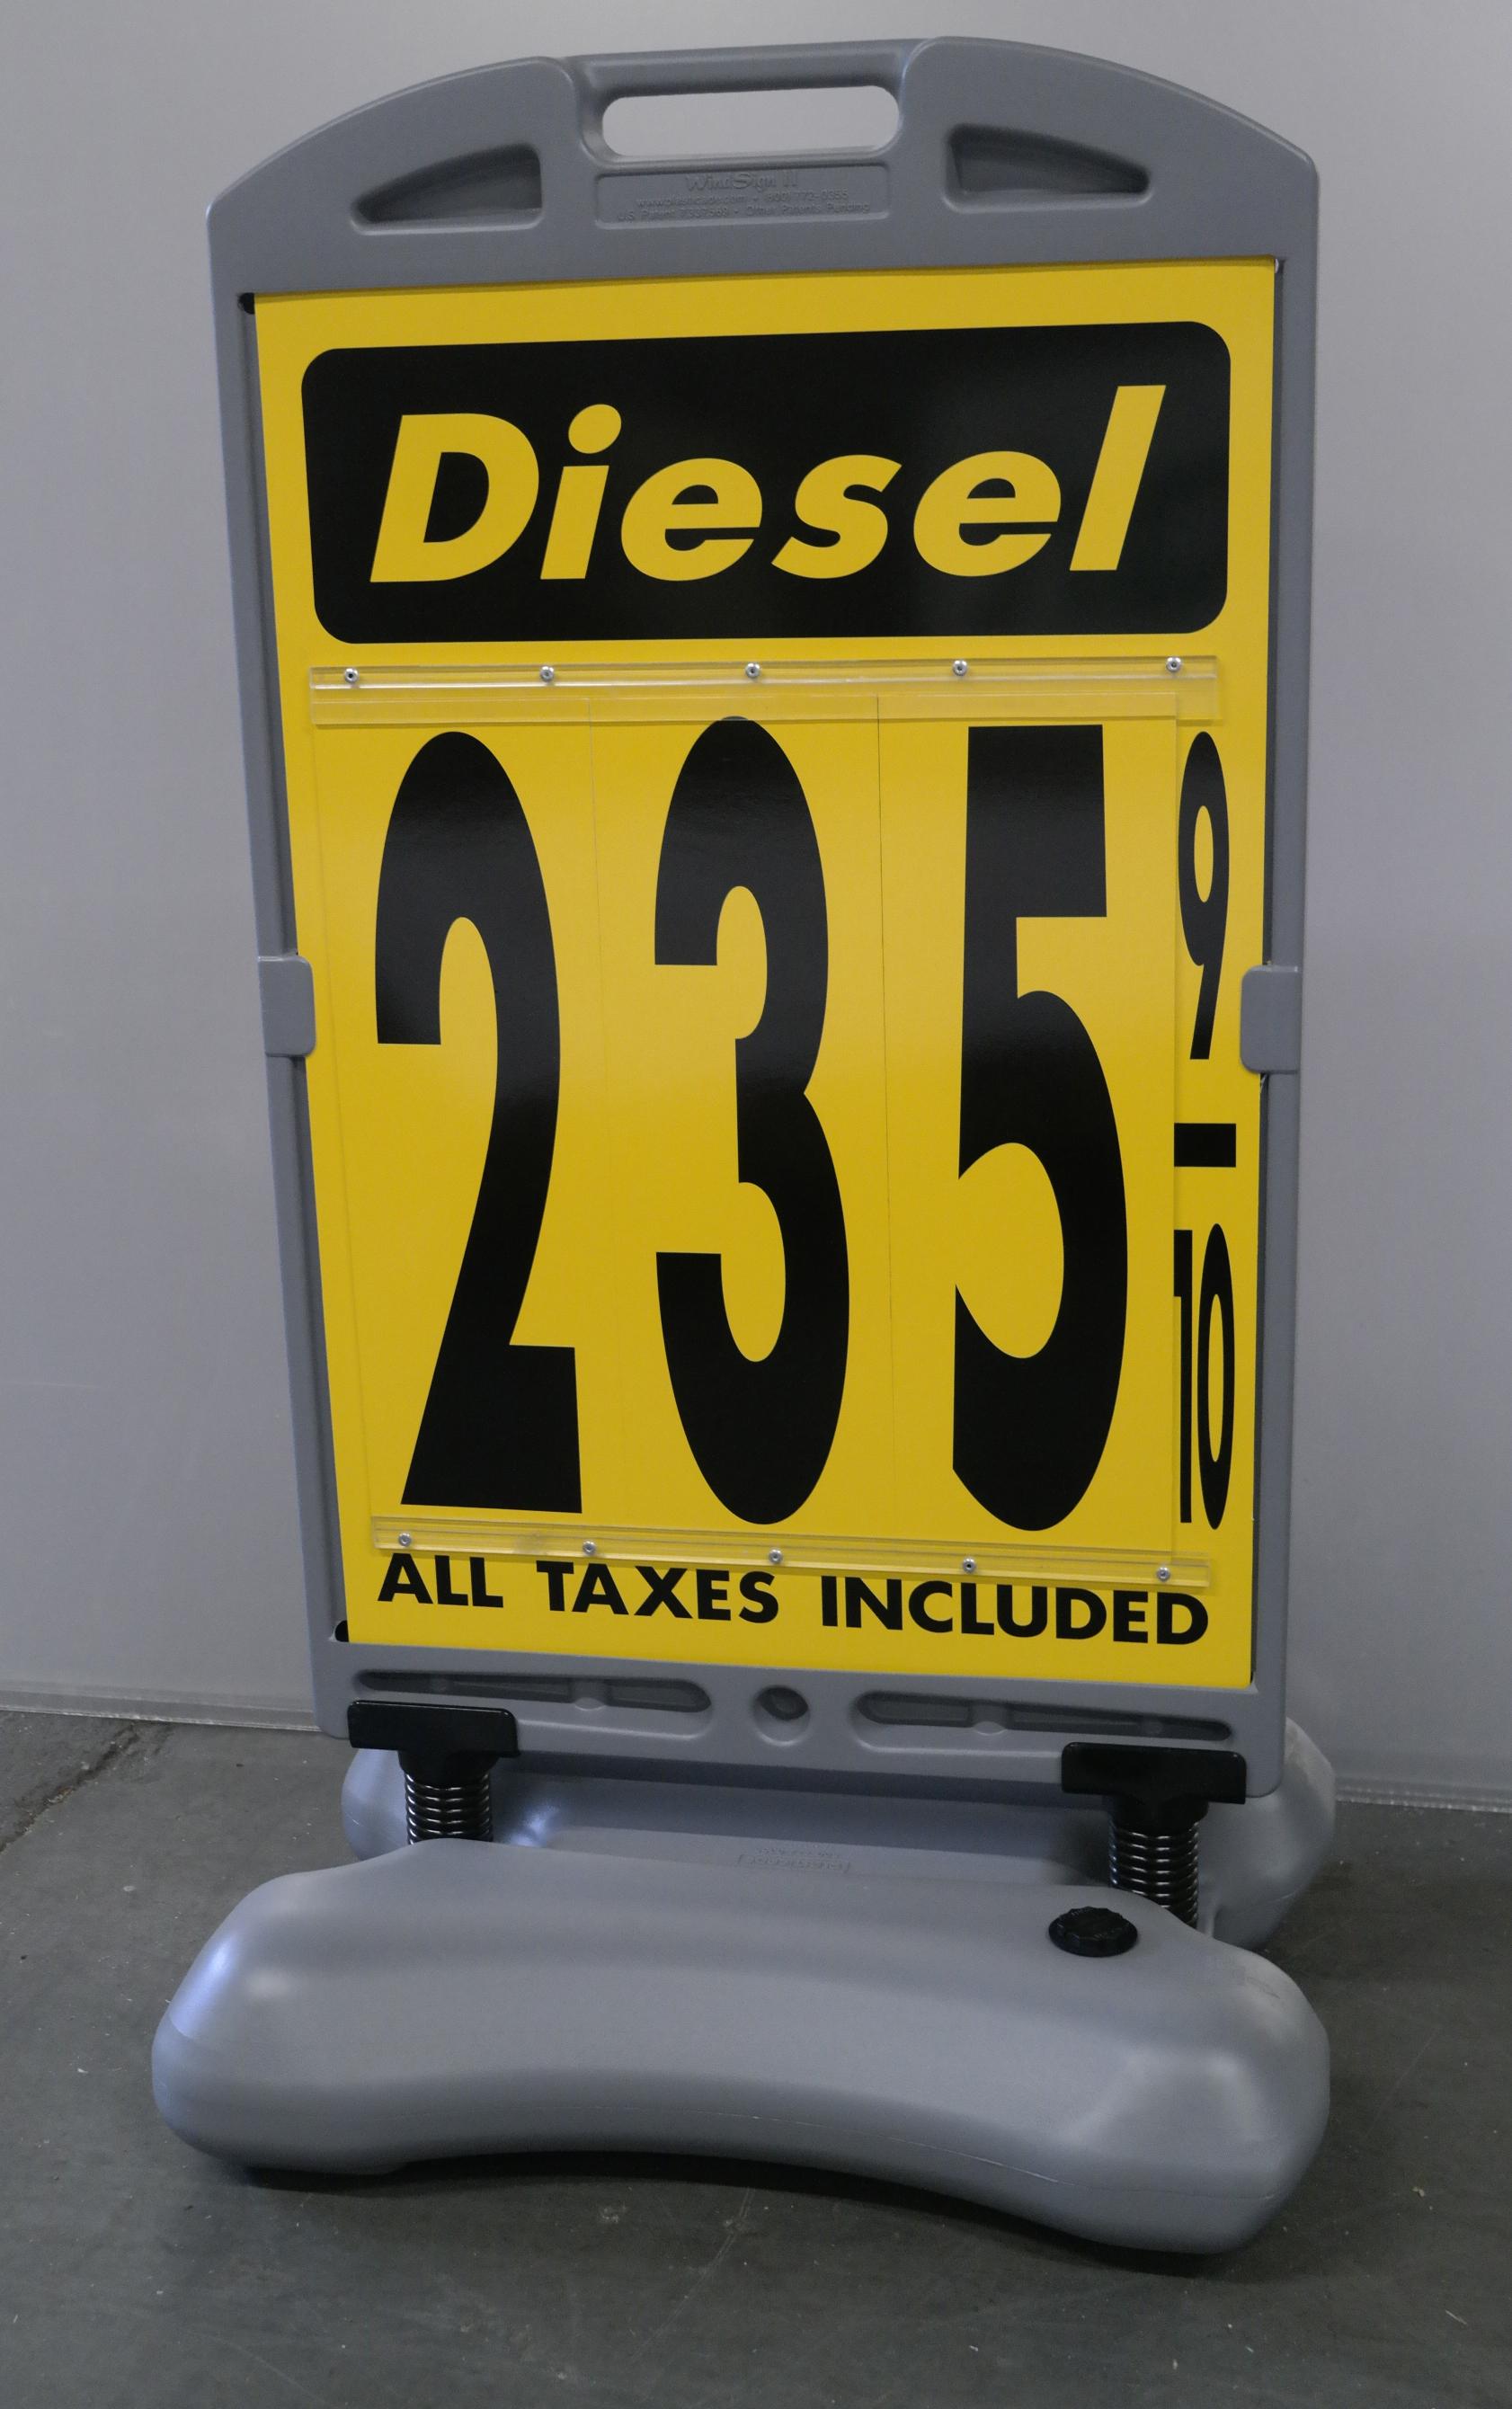 WindSign II
Diesel
235 9
10
ALL TAXES INCLUDED